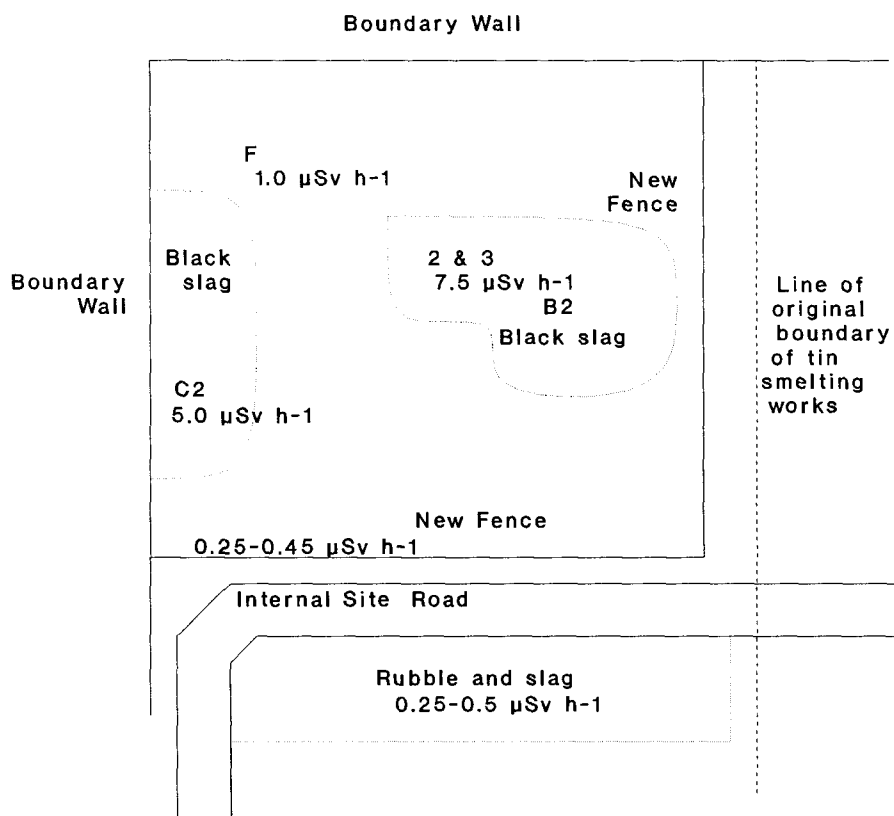 Boundary Wall
F
1.0 µSv h-1
New
Fence
Black
slag
2 & 3
7.5 µSv h-1
B2
Black slag
Boundary
Wall
Line of
original
boundary
of tin
smelting
works
C2
5.0 µSv h-1
New Fence
0.25-0.45 µSv h-1
Internal Site Road
Rubble and slag
0.25-0.5 µSv h-1